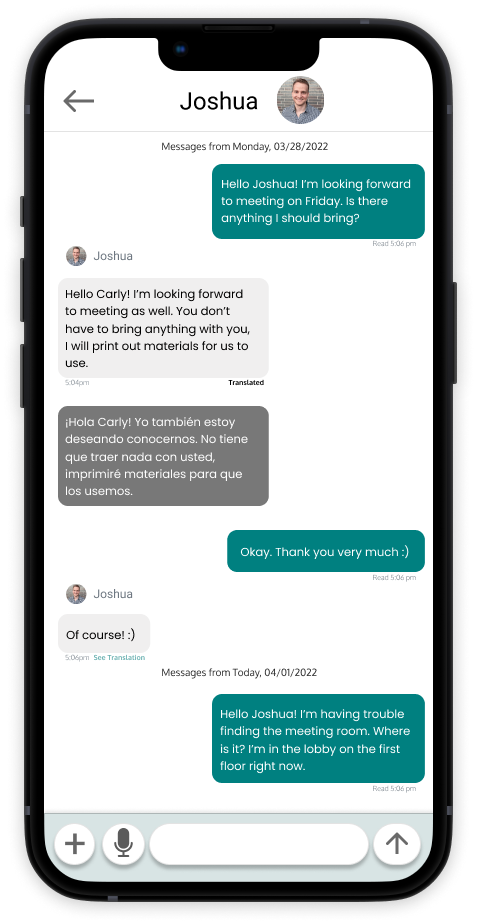 Joshua
Messages from Monday, 03/28/2022
Hello Joshua! I'm looking forward
to meeting on Friday. Is there
anything I should bring?
Read 5:06 pm
Joshua
Hello Carly! I'm looking forward
to meeting as well. You don't
have to bring anything with you,
I will print out materials for us to
use.
5:04pm Translated
¡Hola Carly! Yo también estoy
deseando conocernos. No tiene
que traer nada con usted,
imprimiré materiales para que
los usemos.
Okay. Thank you very much :)
Read 5:06 pm
Joshua
Of course! :)
5:06pm See Translation
Messages from Today, 04/01/2022
Hello Joshua! I'm having trouble
finding the meeting room. Where
is it? I'm in the lobby on the first
floor right now.
Read 5:06 pm